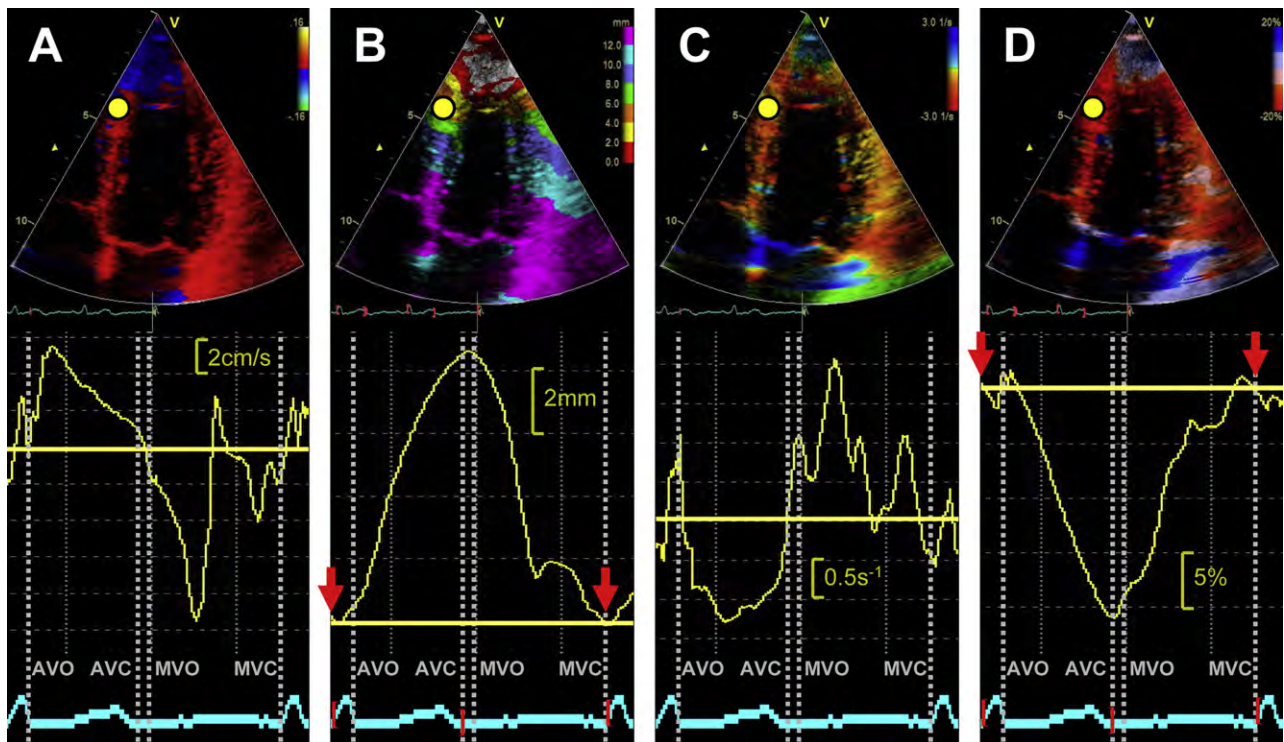 A
V
.16
-.16
5
10
2cm/s
AVO AVC MVO MVC
B
V
mm
12.0
10.0
8.0
6.0
4.0
2.0
0.0
5
10
2mm
AVO AVC MVO MVC
C
V
3.0 1/s
-3.0 1/s
5
10
0.5s⁻¹
AVO AVC MVO MVC
D
V
20%
-20%
5
10
5%
AVO AVC MVO MVC